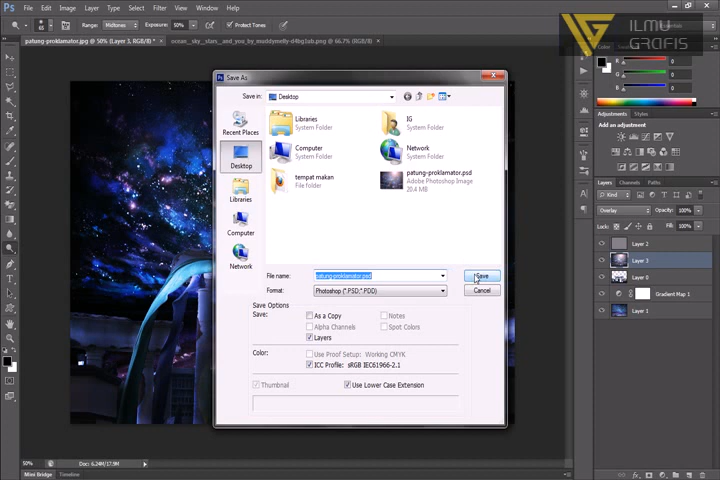 Ps File Edit Image Layer Type Select Filter View Window Help
65 Range: Midtones Exposure: 50% Protect Tones
patung-proklamator.jpg @ 50% (Layer 3, RGB/8) *
ocean_sky_stars_and_you_by_muddymelly-d4bg1ub.png @ 66.7% (RGB/8)
ILMU
GRAFIS
Color
R 0
G 0
B 0
Save As
Save in: Desktop
Recent Places
Desktop
Libraries
Computer
Network
Libraries
System Folder
IG
System Folder
Computer
System Folder
Network
System Folder
tempat makan
File folder
patung-proklamator.psd
Adobe Photoshop Image
20.4 MB
File name: patung-proklamator.psd Save
Format: Photoshop (*.PSD;*.PDD) Cancel
Save Options
Save: As a Copy Notes
Alpha Channels Spot Colors
Layers
Color: Use Proof Setup: Working CMYK
ICC Profile: sRGB IEC61966-2.1
Thumbnail Use Lower Case Extension
Adjustments Styles
Add an adjustment
Layers Channels Paths
Kind
Overlay Opacity: 100%
Lock: Fill: 100%
Layer 2
Layer 3
Layer 0
Gradient Map 1
Layer 1
50% Doc: 6.24M/17.9M
Mini Bridge Timeline